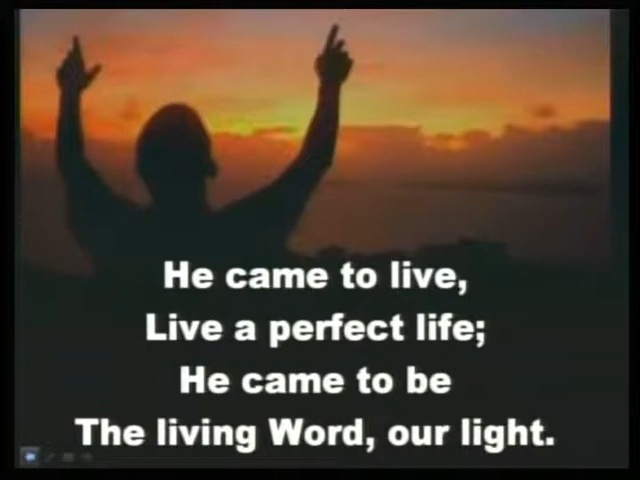 He came to live,
Live a perfect life;
He came to be
The living Word, our light.